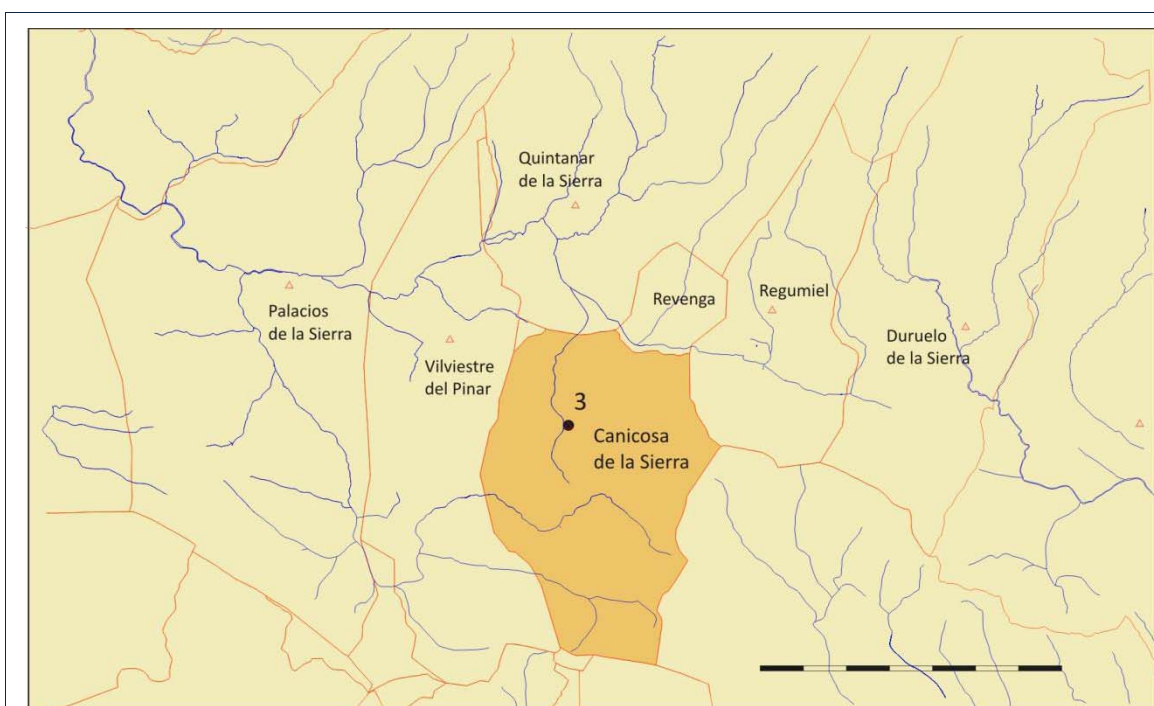 Quintanar
de la Sierra
Revenga
Regumiel
Palacios
de la Sierra
Duruelo
de la Sierra
Vilviestre
del Pinar
3
Canicosa
de la Sierra